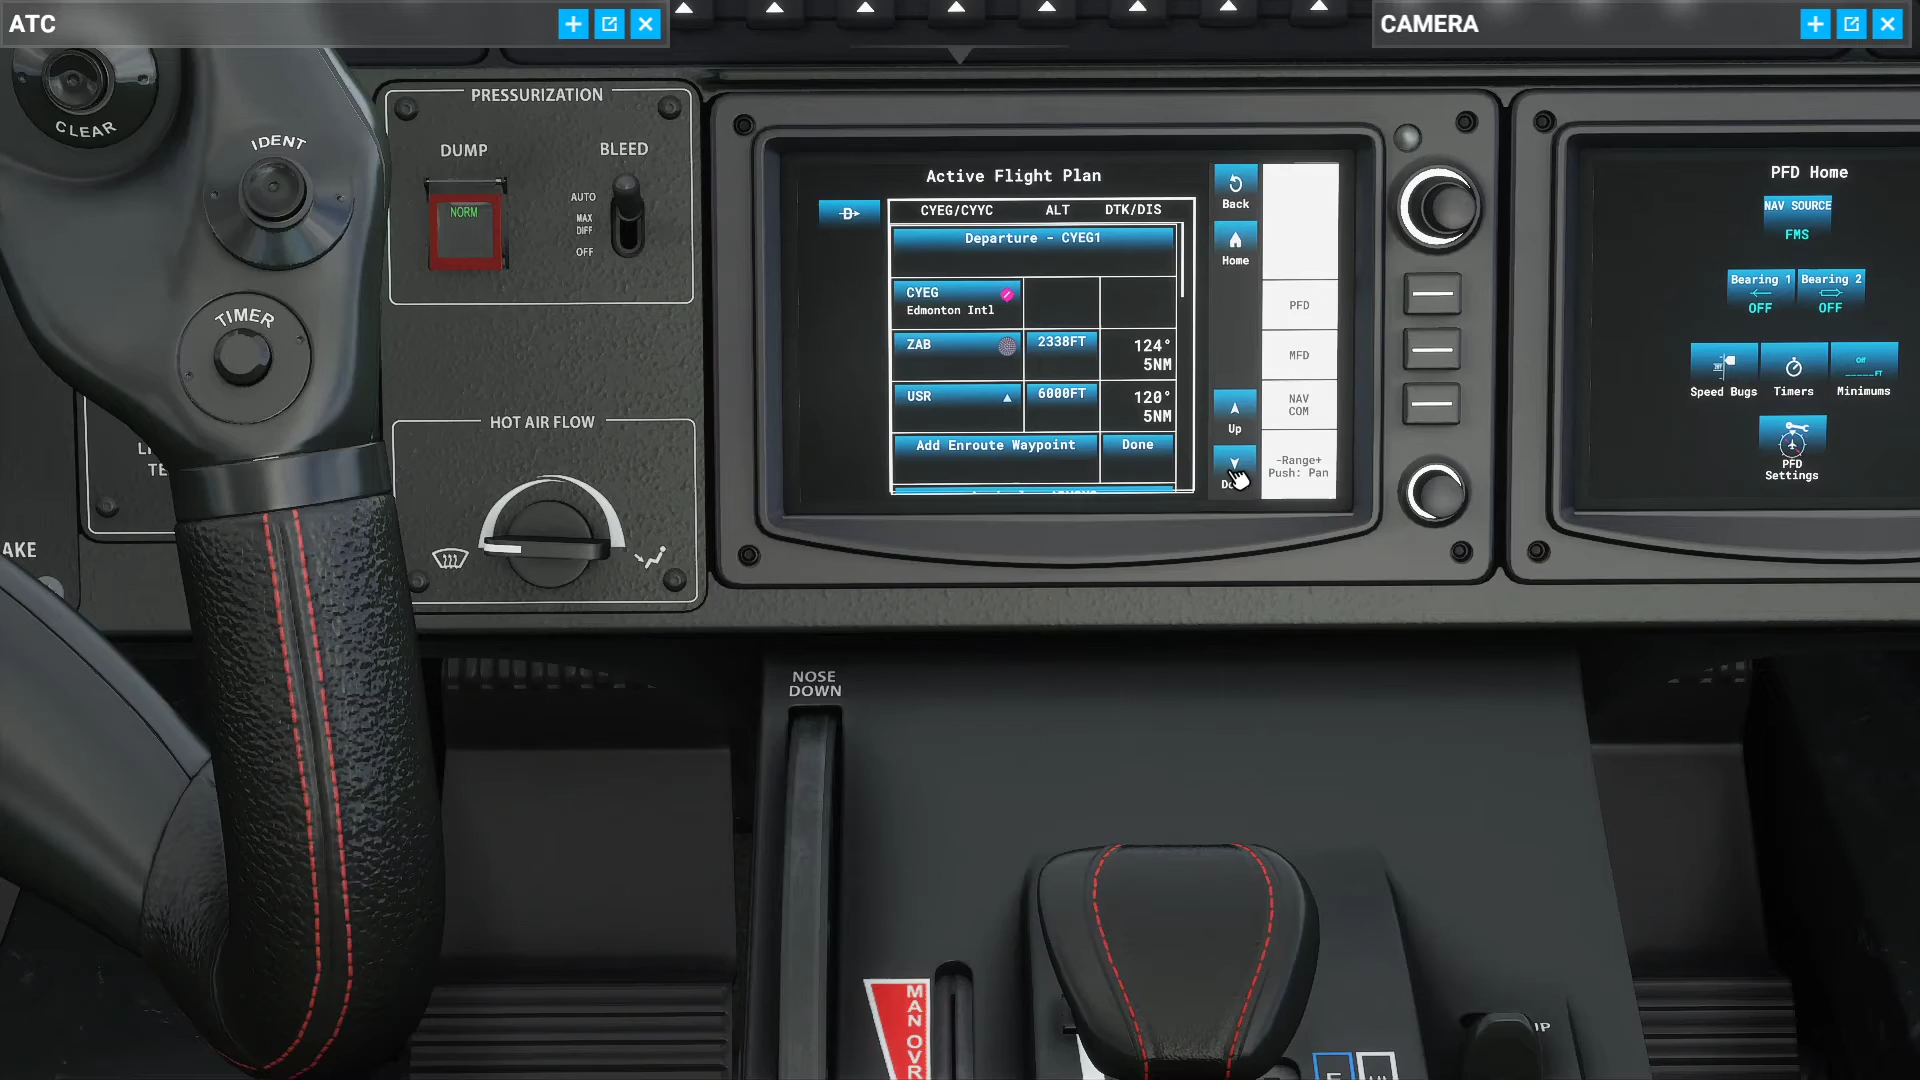 ATC
CAMERA
CLEAR
IDENT
TIMER
AKE
PRESSURIZATION
DUMP
BLEED
NORM
AUTO
MAX
DIFF
OFF
HOT AIR FLOW
Active Flight Plan
CYEG/CYYC ALT DTK/DIS
Departure – CYEG1
CYEG
Edmonton Intl
ZAB 2338FT 124°
5NM
USR 6000FT 120°
5NM
Add Enroute Waypoint Done
Back
Home
Up
PFD
MFD
NAV
COM
-Range+
Push: Pan
PFD Home
NAV SOURCE
FMS
Bearing 1 Bearing 2
OFF OFF
Off
_____FT
Speed Bugs Timers Minimums
PFD
Settings
NOSE
DOWN
MAN OVR